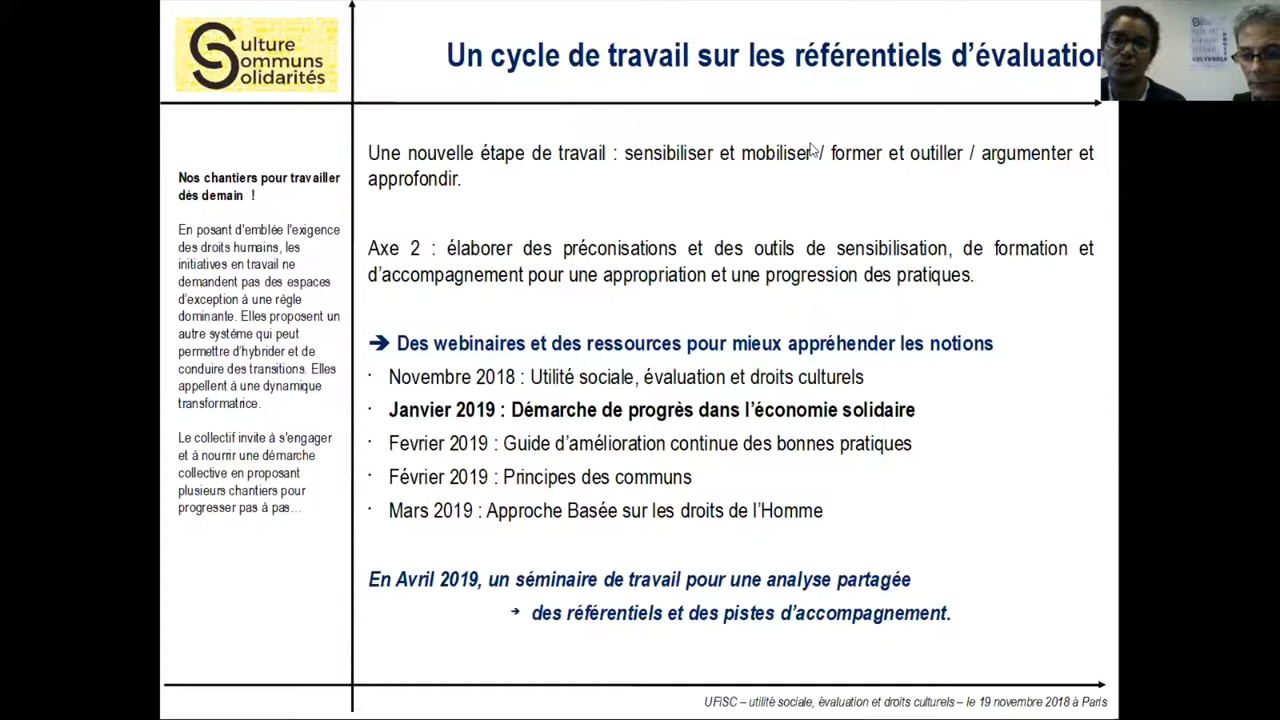 Culture
Communs
Solidarités
Un cycle de travail sur les référentiels d’évaluation
Nos chantiers pour travailler
dès demain !
En posant d'emblée l'exigence
des droits humains, les
initiatives en travail ne
demandent pas des espaces
d’exception à une règle
dominante. Elles proposent un
autre système qui peut
permettre d’hybrider et de
conduire des transitions. Elles
appellent à une dynamique
transformatrice.
Le collectif invite à s'engager
et à nourrir une démarche
collective en proposant
plusieurs chantiers pour
progresser pas à pas...
Une nouvelle étape de travail : sensibiliser et mobiliser / former et outiller / argumenter et
approfondir.
Axe 2 : élaborer des préconisations et des outils de sensibilisation, de formation et
d’accompagnement pour une appropriation et une progression des pratiques.
➔ Des webinaires et des ressources pour mieux appréhender les notions
· Novembre 2018 : Utilité sociale, évaluation et droits culturels
· Janvier 2019 : Démarche de progrès dans l’économie solidaire
· Fevrier 2019 : Guide d’amélioration continue des bonnes pratiques
· Février 2019 : Principes des communs
· Mars 2019 : Approche Basée sur les droits de l’Homme
En Avril 2019, un séminaire de travail pour une analyse partagée
➔ des référentiels et des pistes d’accompagnement.
UFISC – utilité sociale, évaluation et droits culturels – le 19 novembre 2018 à Paris